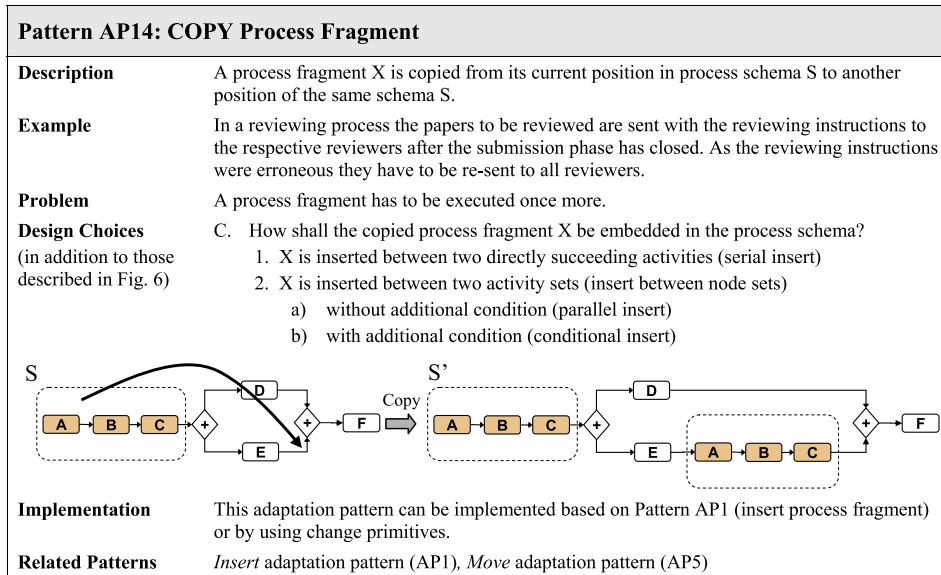 Pattern AP14: COPY Process Fragment
Description A process fragment X is copied from its current position in process schema S to another
position of the same schema S.
Example In a reviewing process the papers to be reviewed are sent with the reviewing instructions to
the respective reviewers after the submission phase has closed. As the reviewing instructions
were erroneous they have to be re-sent to all reviewers.
Problem A process fragment has to be executed once more.
Design Choices C. How shall the copied process fragment X be embedded in the process schema?
(in addition to those 1. X is inserted between two directly succeeding activities (serial insert)
described in Fig. 6) 2. X is inserted between two activity sets (insert between node sets)
a) without additional condition (parallel insert)
b) with additional condition (conditional insert)
S
A B C + D E + F
Copy
S’
A B C + D E A B C + F
Implementation This adaptation pattern can be implemented based on Pattern AP1 (insert process fragment)
or by using change primitives.
Related Patterns Insert adaptation pattern (AP1), Move adaptation pattern (AP5)